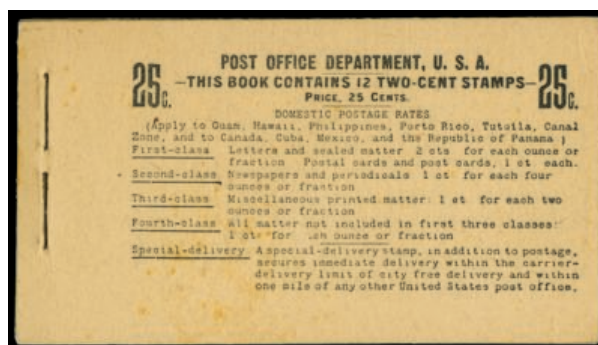 POST OFFICE DEPARTMENT, U. S. A.
25c. —THIS BOOK CONTAINS 12 TWO-CENT STAMPS— 25c.
PRICE, 25 CENTS.
DOMESTIC POSTAGE RATES
(Apply to Guam, Hawaii, Philippines, Porto Rico, Tutuila, Canal
Zone, and to Canada, Cuba, Mexico, and the Republic of Panama)
First-class Letters and sealed matter 2 cts for each ounce or
fraction Postal cards and post cards, 1 ct each.
Second-class Newspapers and periodicals 1 ct for each four
ounces or fraction
Third-class Miscellaneous printed matter: 1 ct for each two
ounces or fraction
Fourth-class All matter not included in first three classes:
1 ct for ounce or fraction
Special-delivery A special-delivery stamp, in addition to postage,
secures immediate delivery within the carrier-
delivery limit of city free delivery and within
one mile of any other United States post office.